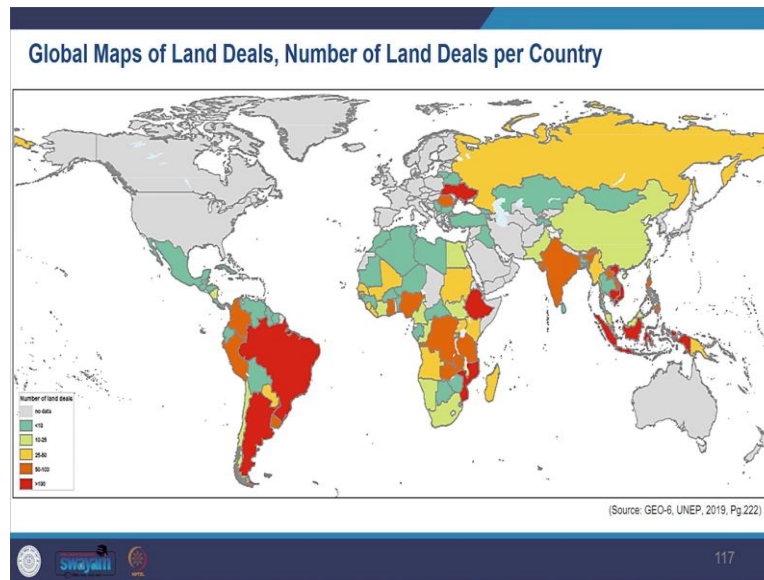 Global Maps of Land Deals, Number of Land Deals per Country
Number of land deals
no data
<10
10-25
25-50
50-100
>100
(Source: GEO-6, UNEP, 2019, Pg.222)
swayam
117